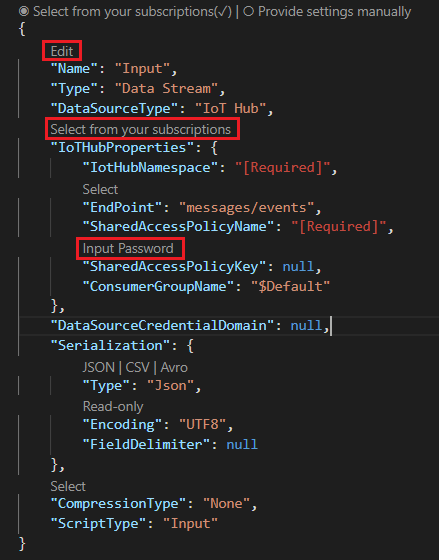 ◉ Select from your subscriptions(✓) | ○ Provide settings manually
{
Edit
"Name": "Input",
"Type": "Data Stream",
"DataSourceType": "IoT Hub",
Select from your subscriptions
"IoTHubProperties": {
"IotHubNamespace": "[Required]",
Select
"EndPoint": "messages/events",
"SharedAccessPolicyName": "[Required]",
Input Password
"SharedAccessPolicyKey": null,
"ConsumerGroupName": "$Default"
},
"DataSourceCredentialDomain": null,
"Serialization": {
JSON | CSV | Avro
"Type": "Json",
Read-only
"Encoding": "UTF8",
"FieldDelimiter": null
},
Select
"CompressionType": "None",
"ScriptType": "Input"
}